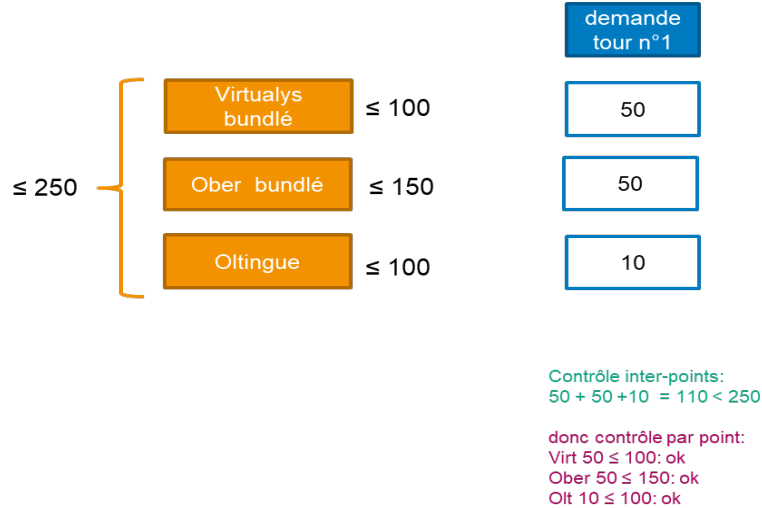 demande
tour n°1
Virtualys
bundlé
≤ 100
50
≤ 250
Ober bundlé
≤ 150
50
Oltingue
≤ 100
10
Contrôle inter-points:
50 + 50 +10 = 110 < 250
donc contrôle par point:
Virt 50 ≤ 100: ok
Ober 50 ≤ 150: ok
Olt 10 ≤ 100: ok